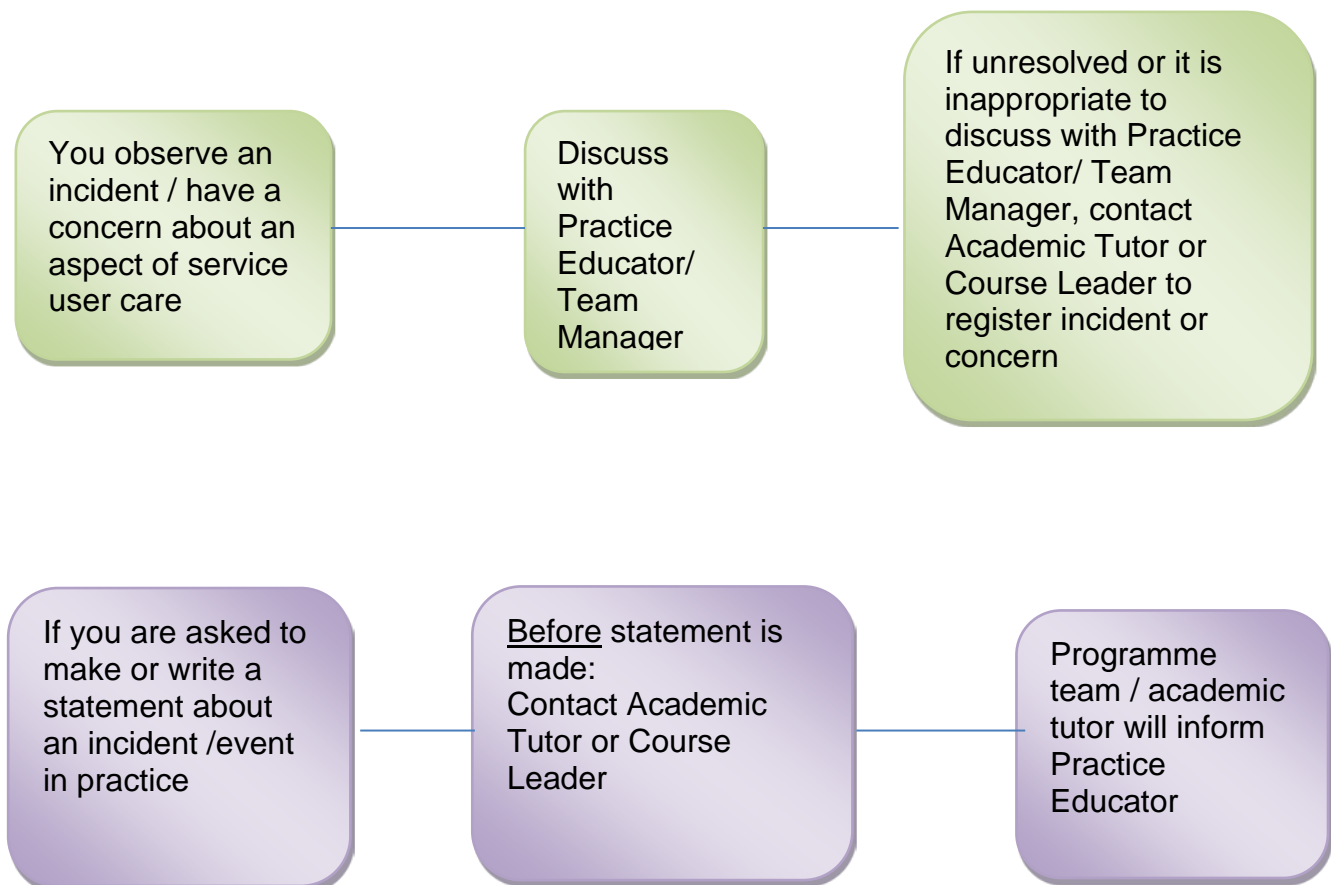 You observe an
incident / have a
concern about an
aspect of service
user care
Discuss
with
Practice
Educator/
Team
Manager
If unresolved or it is
inappropriate to
discuss with Practice
Educator/ Team
Manager, contact
Academic Tutor or
Course Leader to
register incident or
concern
If you are asked to
make or write a
statement about
an incident /event
in practice
Before statement is
made:
Contact Academic
Tutor or Course
Leader
Programme
team / academic
tutor will inform
Practice
Educator